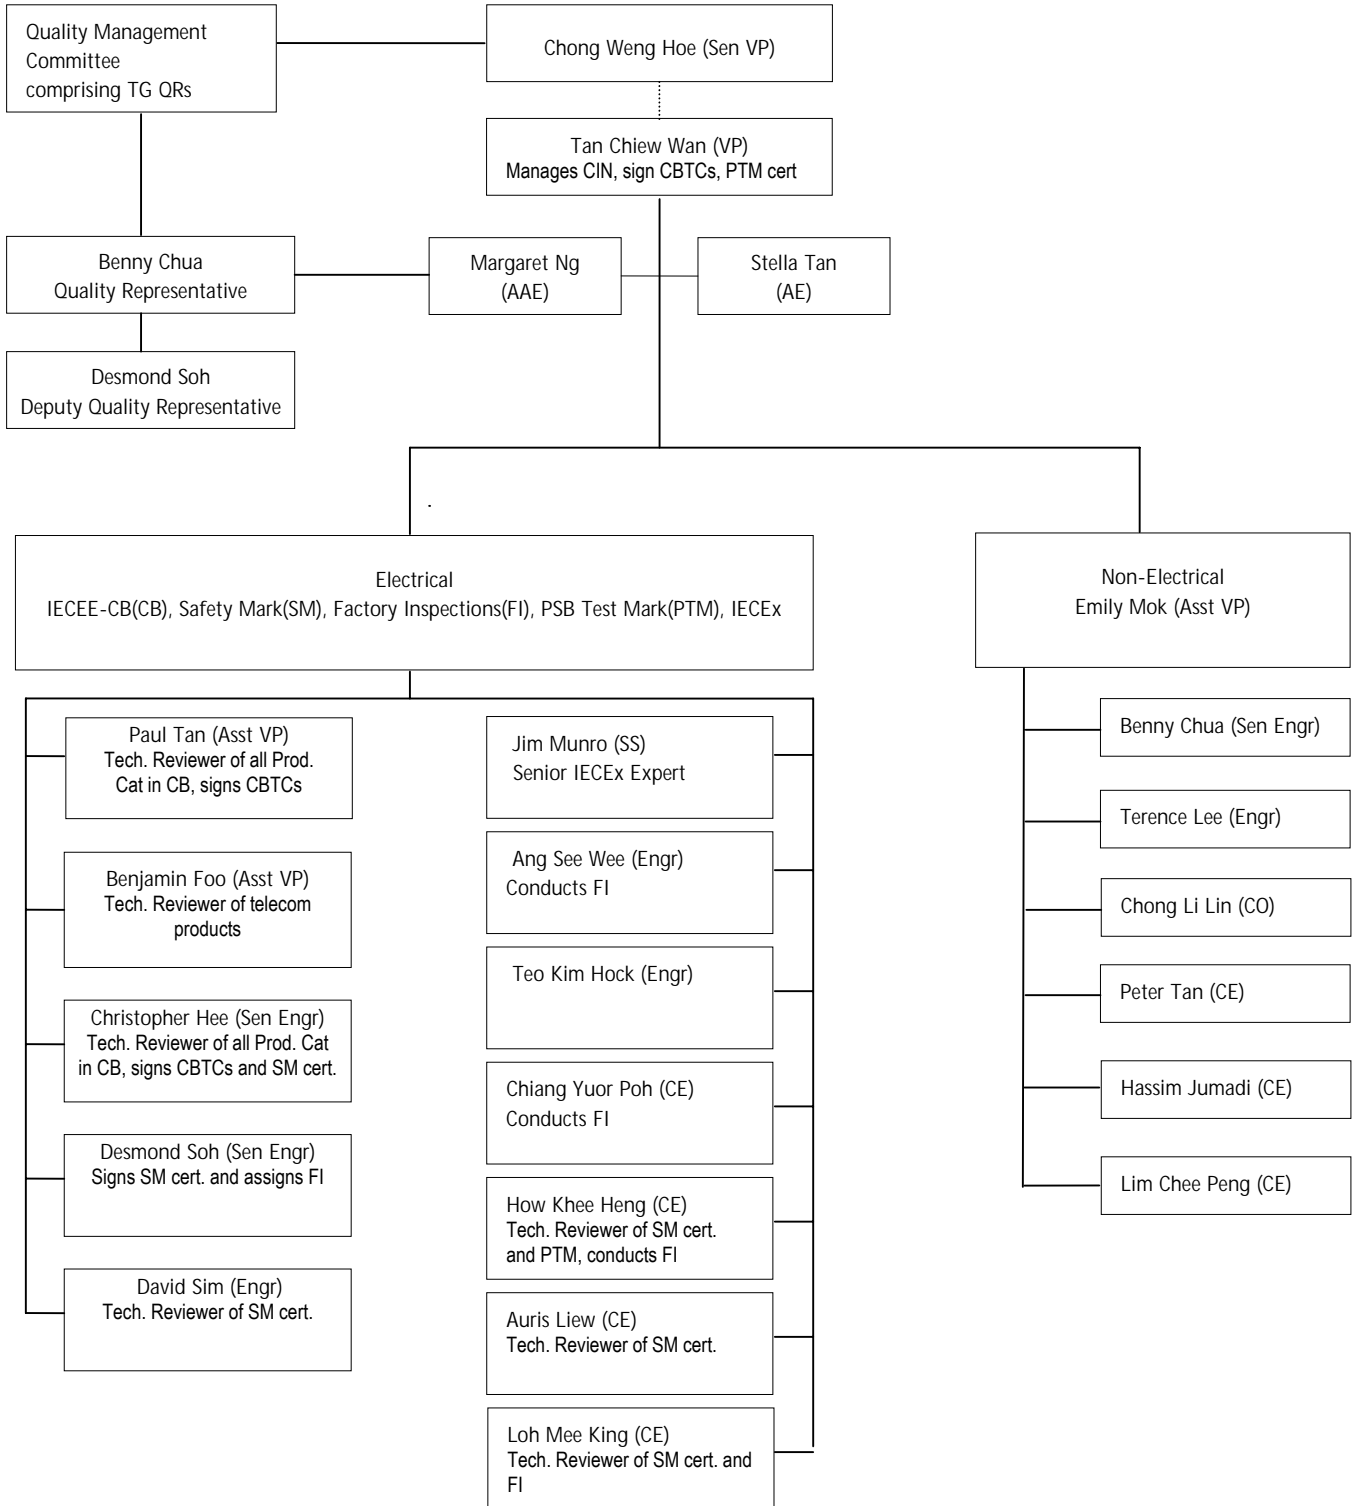 Quality Management
Committee
comprising TG QRs
Chong Weng Hoe (Sen VP)
Tan Chiew Wan (VP)
Manages CIN, sign CBTCs, PTM cert
Benny Chua
Quality Representative
Margaret Ng
(AAE)
Stella Tan
(AE)
Desmond Soh
Deputy Quality Representative
.
Electrical
IECEE-CB(CB), Safety Mark(SM), Factory Inspections(FI), PSB Test Mark(PTM), IECEx
Non-Electrical
Emily Mok (Asst VP)
Paul Tan (Asst VP)
Tech. Reviewer of all Prod.
Cat in CB, signs CBTCs
Benjamin Foo (Asst VP)
Tech. Reviewer of telecom
products
Christopher Hee (Sen Engr)
Tech. Reviewer of all Prod. Cat
in CB, signs CBTCs and SM cert.
Desmond Soh (Sen Engr)
Signs SM cert. and assigns FI
David Sim (Engr)
Tech. Reviewer of SM cert.
Jim Munro (SS)
Senior IECEx Expert
Ang See Wee (Engr)
Conducts FI
Teo Kim Hock (Engr)
Chiang Yuor Poh (CE)
Conducts FI
How Khee Heng (CE)
Tech. Reviewer of SM cert.
and PTM, conducts FI
Auris Liew (CE)
Tech. Reviewer of SM cert.
Loh Mee King (CE)
Tech. Reviewer of SM cert. and
FI
Benny Chua (Sen Engr)
Terence Lee (Engr)
Chong Li Lin (CO)
Peter Tan (CE)
Hassim Jumadi (CE)
Lim Chee Peng (CE)